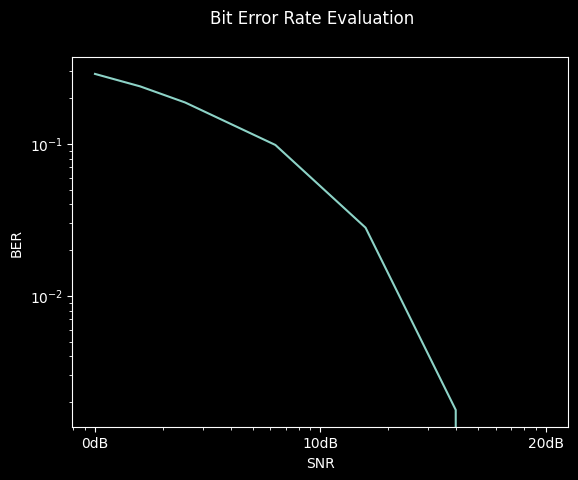 Bit Error Rate Evaluation
10⁻¹
BER
10⁻²
0dB 10dB 20dB
SNR